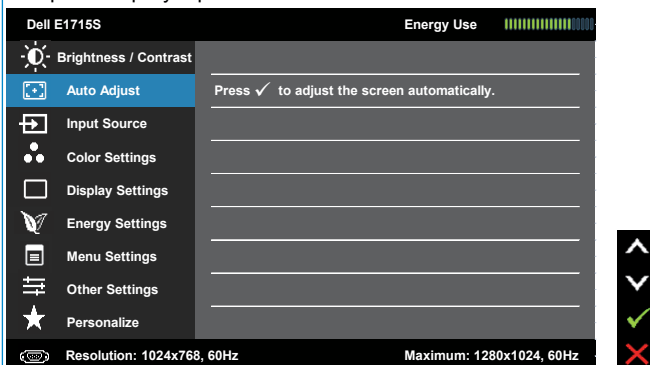 Dell E1715S Energy Use
Brightness / Contrast
Auto Adjust Press ✓ to adjust the screen automatically.
Input Source
Color Settings
Display Settings
Energy Settings
Menu Settings
Other Settings
Personalize
Resolution: 1024x768, 60Hz Maximum: 1280x1024, 60Hz